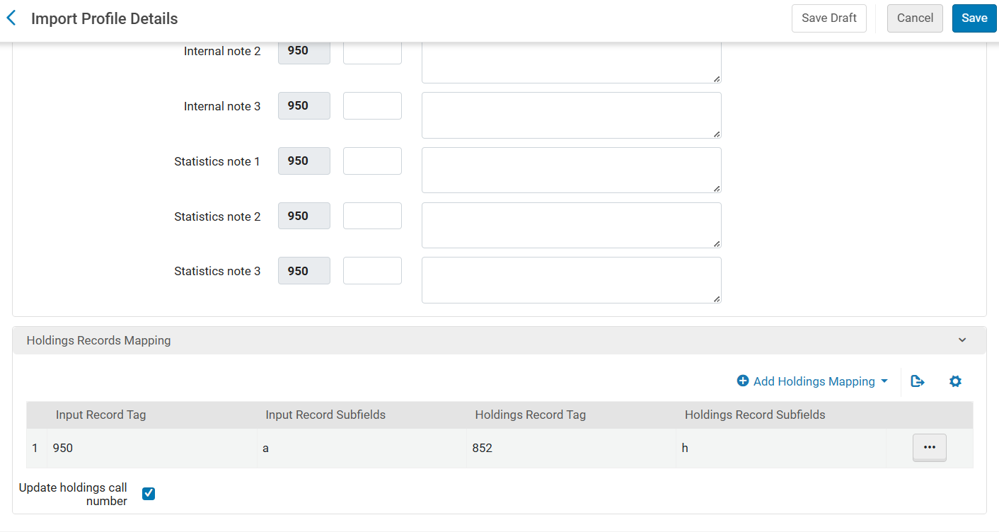 Import Profile Details
Save Draft
Cancel
Save
Internal note 2
950
Internal note 3
950
Statistics note 1
950
Statistics note 2
950
Statistics note 3
950
Holdings Records Mapping
Add Holdings Mapping
Input Record Tag Input Record Subfields Holdings Record Tag Holdings Record Subfields
1 950 a 852 h
Update holdings call
number